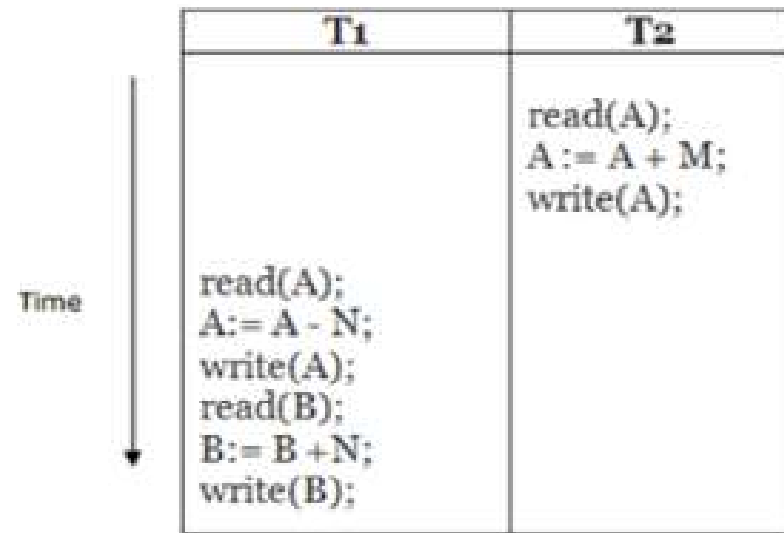 T1 T2
read(A);
A := A + M;
write(A);
Time
read(A);
A:= A - N;
write(A);
read(B);
B:= B +N;
write(B);